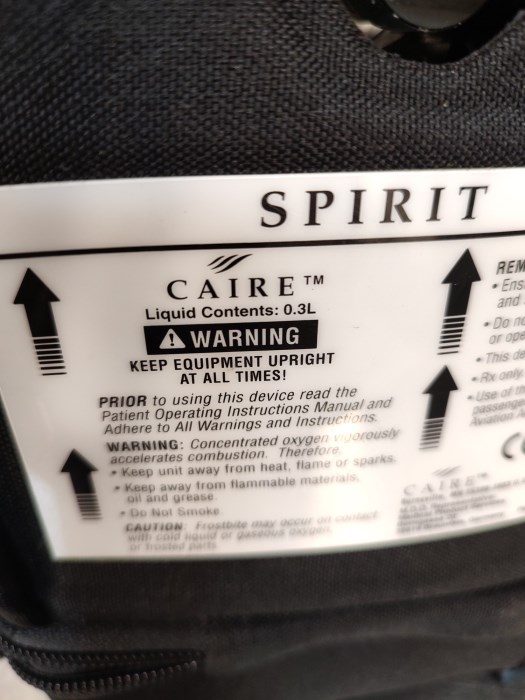 SPIRIT
CAIRE™
Liquid Contents: 0.3L
⚠ WARNING
KEEP EQUIPMENT UPRIGHT
AT ALL TIMES!
PRIOR to using this device read the
Patient Operating Instructions Manual and
Adhere to All Warnings and Instructions.
WARNING: Concentrated oxygen vigorously
accelerates combustion. Therefore,
• Keep unit away from heat, flame or sparks.
• Keep away from flammable materials,
oil and grease.
• Do Not Smoke.
CAUTION: Frostbite may occur on contact
with cold liquid or gaseous oxygen
or frosted parts.
REM
• Ens
and
• Do no
or ope
• This de
• Rx only.
• Use of
passeng
Aviation
CAIRE™